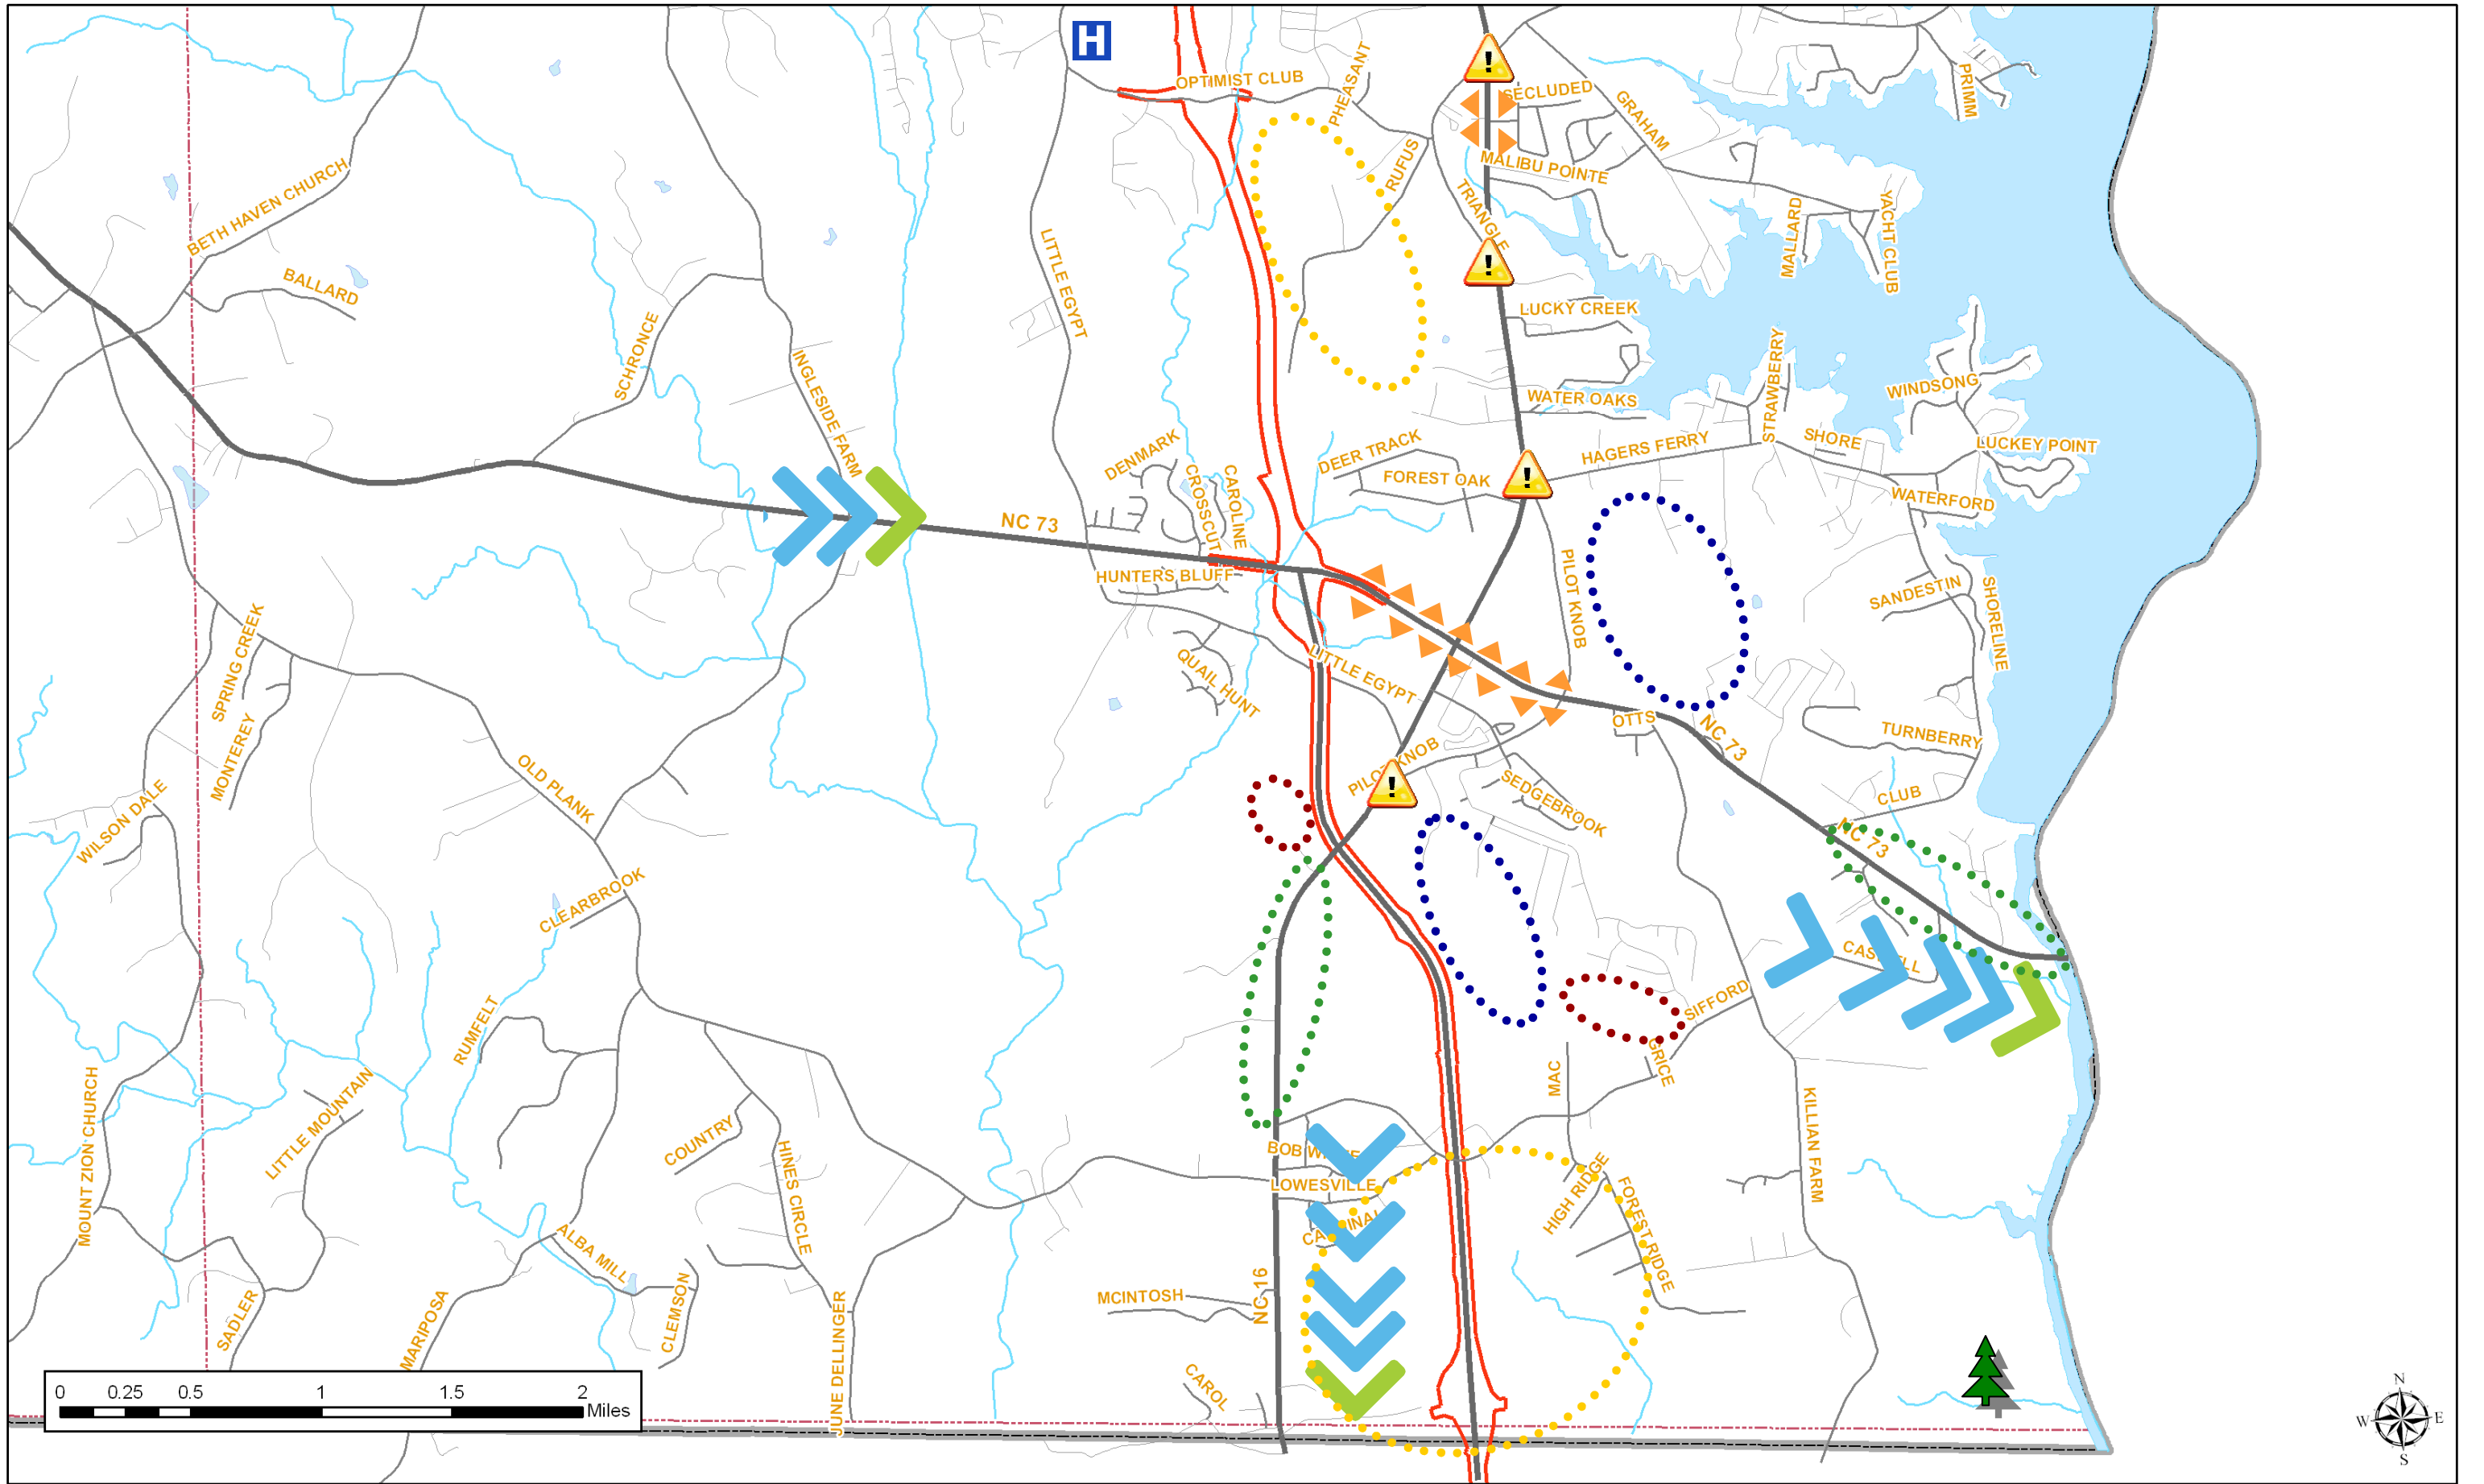 H
OPTIMIST CLUB
PHEASANT
!
SECLUDED
GRAHAM
PRIMM
RUFUS
MALIBU POINTE
TRIANGLE
!
MALLARD
YACHT CLUB
BETH HAVEN CHURCH
BALLARD
LITTLE EGYPT
SCHRONCE
INGLESIDE FARM
LUCKY CREEK
WATER OAKS
STRAWBERRY
WINDSONG
SHORE
LUCKEY POINT
HAGERS FERRY
DEER TRACK
FOREST OAK
!
DENMARK
CROSSCUT
CAROLINE
WATERFORD
NC 73
HUNTERS BLUFF
PILOT KNOB
SANDESTIN
SHORELINE
LITTLE EGYPT
QUAIL HUNT
SPRING CREEK
MONTEREY
OTTS
NC 73
TURNBERRY
OLD PLANK
PILOT KNOB
!
SEDGEBROOK
CLUB
NC 73
WILSON DALE
CLEARBROOK
SIFFORD
RUMFELT
GRICE
MAC
MOUNT ZION CHURCH
LITTLE MOUNTAIN
COUNTRY
HINES CIRCLE
KILLIAN FARM
LOWESVILLE
HIGH RIDGE
FOREST RIDGE
ALBA MILL
CLEMSON
MCINTOSH
NC 16
SADLER
MARIPOSA
JUNE DELLINGER
CAROL
0 0.25 0.5 1 1.5 2
Miles
N
W E
S